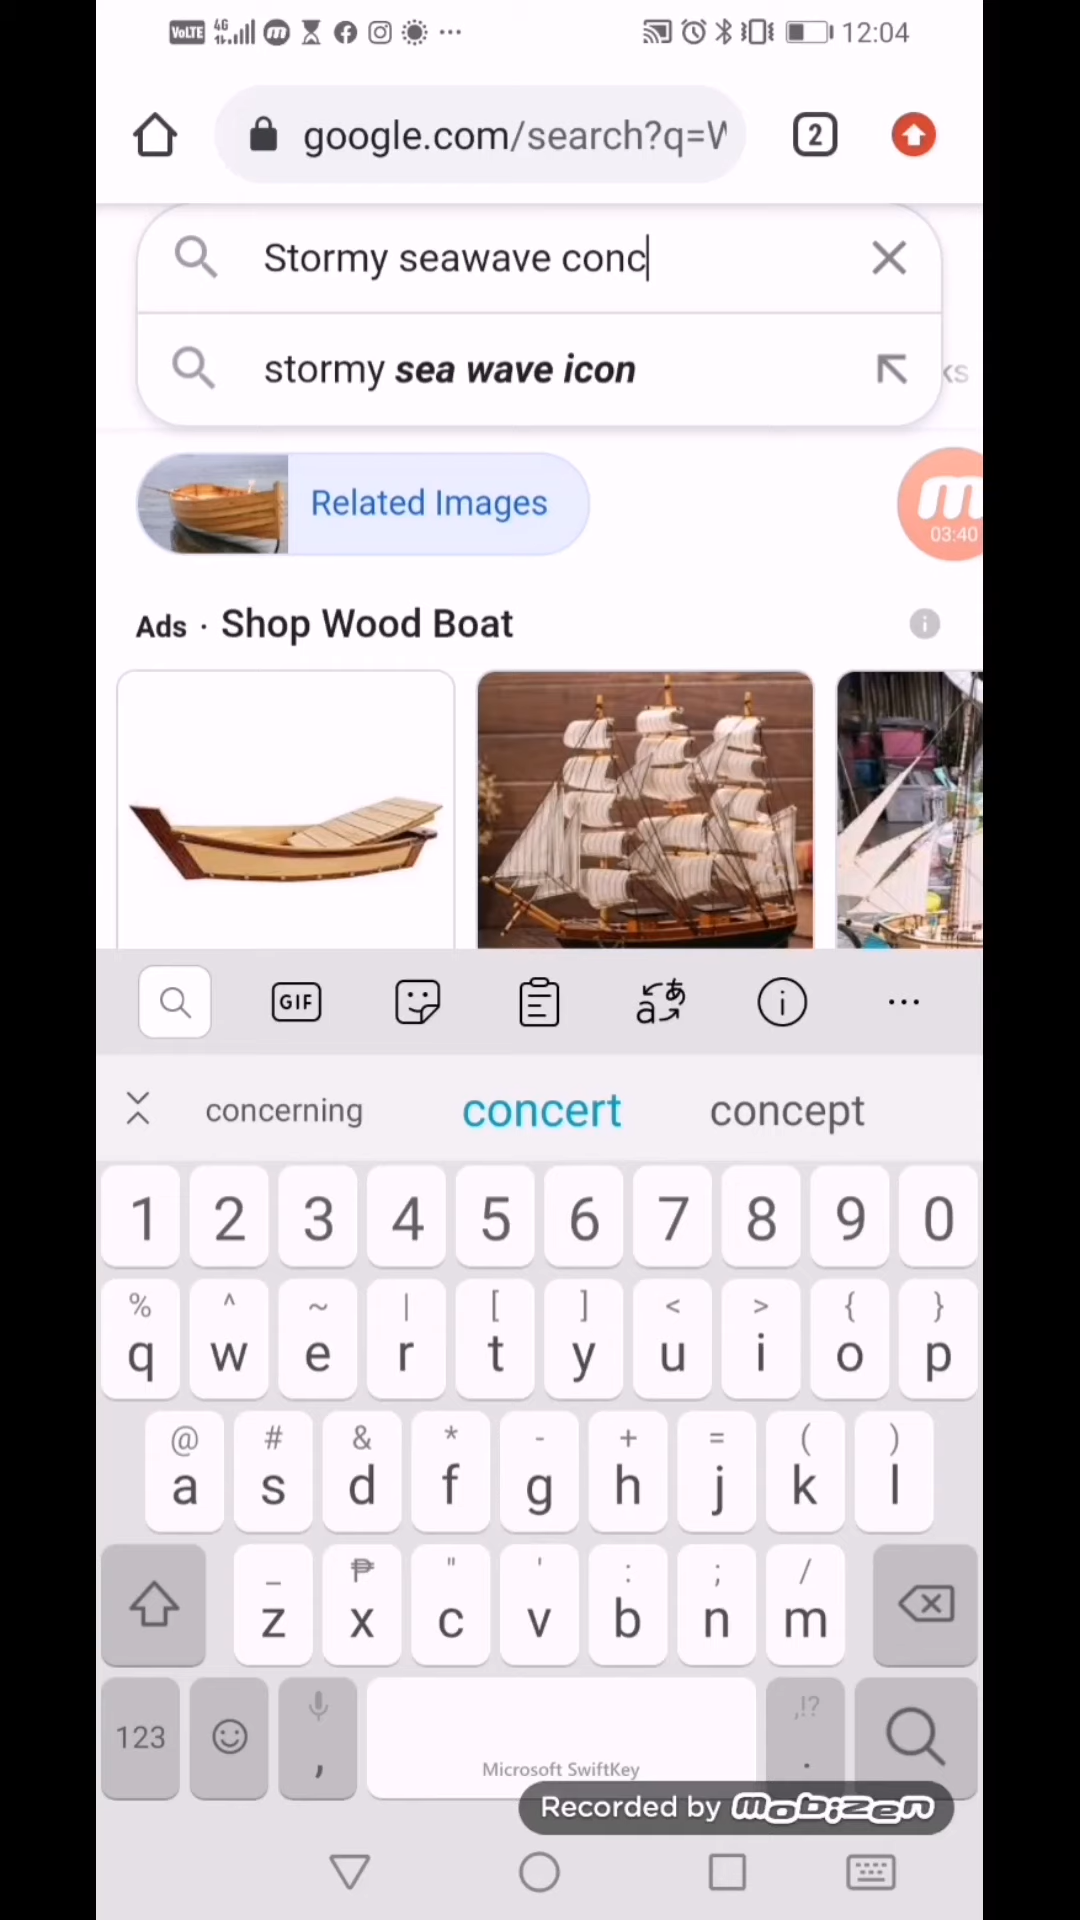 VoLTE 4G 12:04
google.com/search?q=W
2
Stormy seawave conc
stormy sea wave icon
ks
Related Images
03:40
Ads · Shop Wood Boat
GIF
concerning concert concept
1 2 3 4 5 6 7 8 9 0
% ^ ~ | [ ] < > { }
q w e r t y u i o p
@ # & * - + = ( )
a s d f g h j k l
_ ₱ " ' : ; /
z x c v b n m
,!?
123 , .
Microsoft SwiftKey
Recorded by mobizen